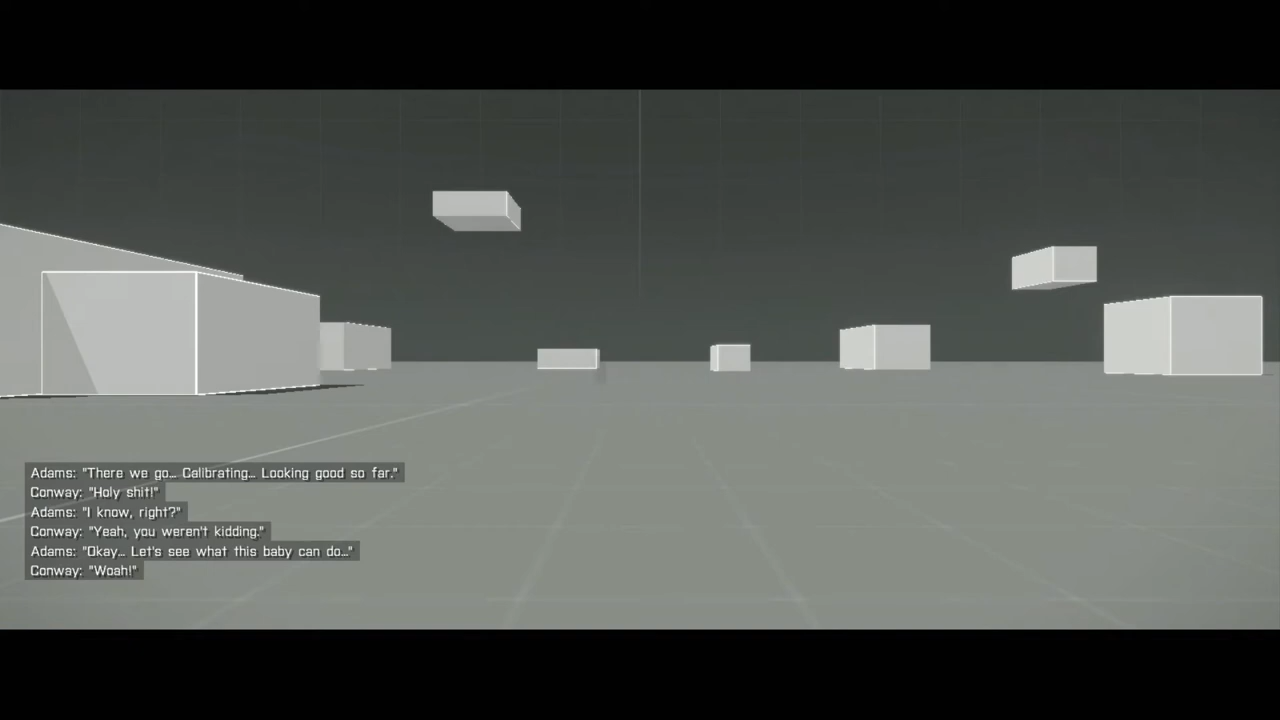 Adams: "There we go... Calibrating... Looking good so far."
Conway: "Holy shit!"
Adams: "I know, right?"
Conway: "Yeah, you weren't kidding."
Adams: "Okay... Let's see what this baby can do..."
Conway: "Woah!"